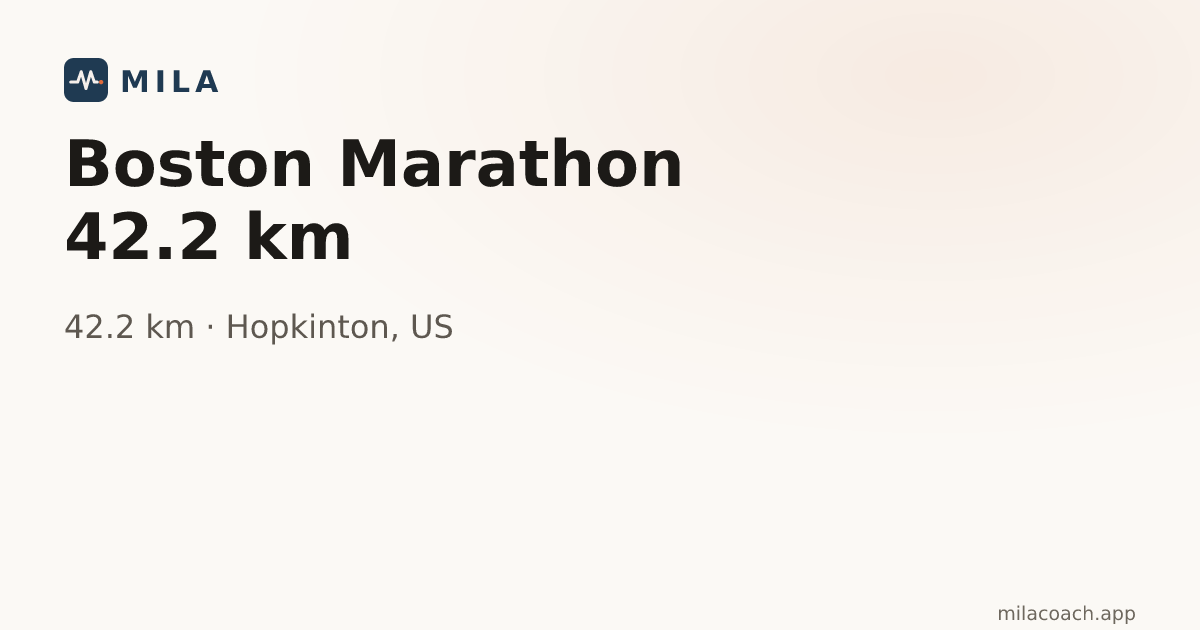 MILA
Boston Marathon
42.2 km
42.2 km · Hopkinton, US
milacoach.app